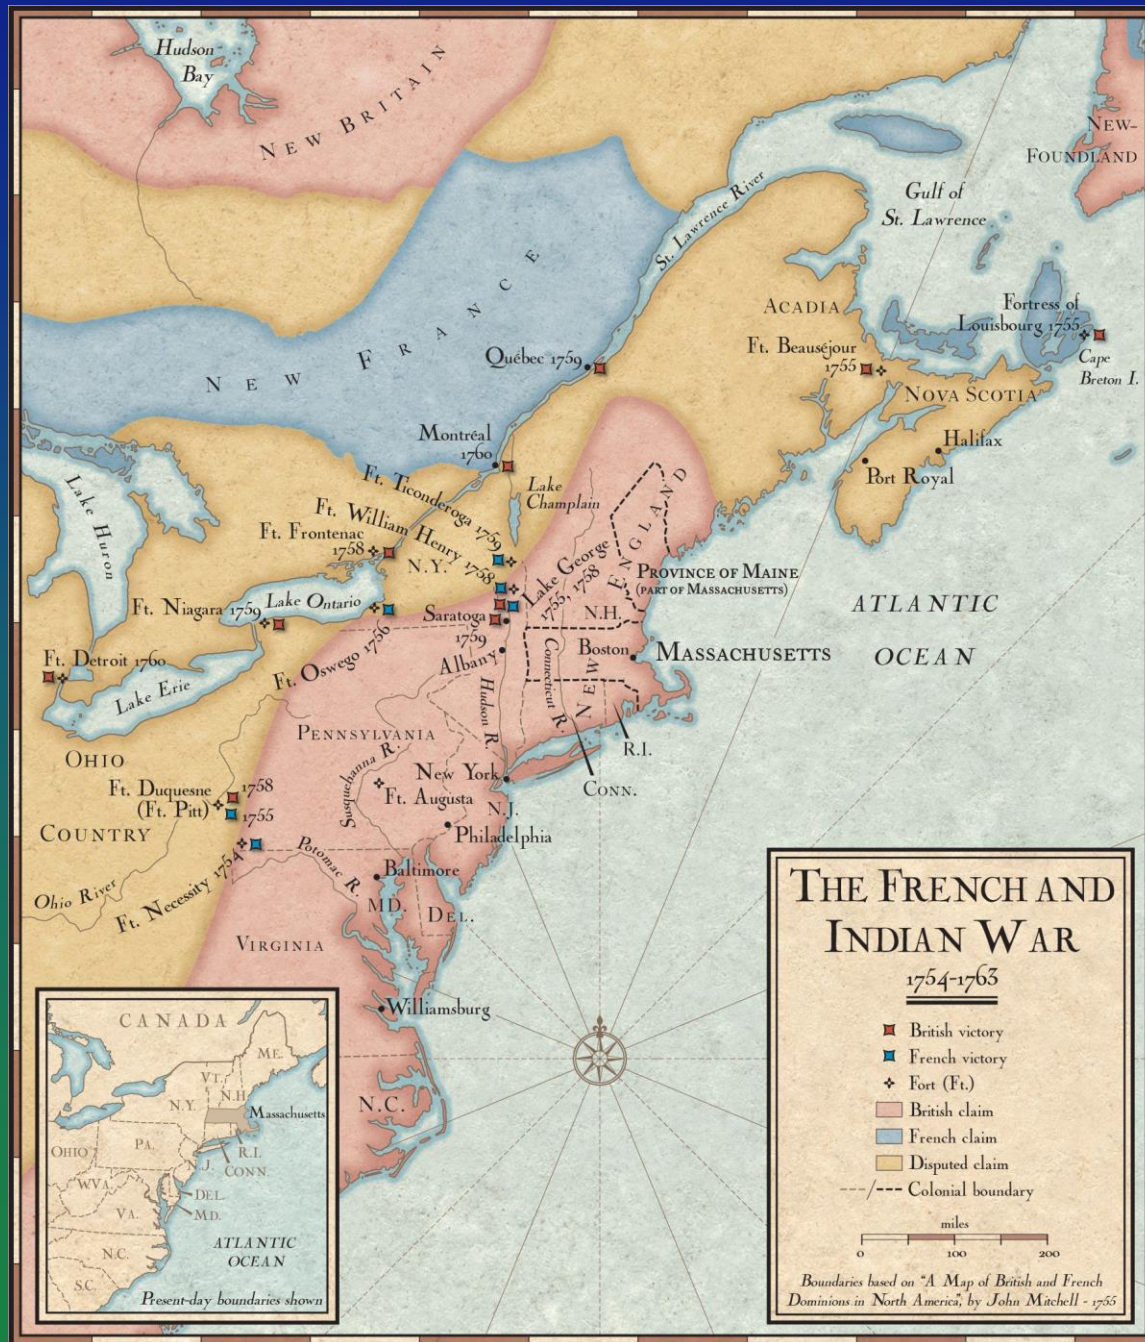 Hudson
Bay
NEW BRITAIN
NEW-
FOUNDLAND
Gulf of
St. Lawrence
St. Lawrence River
NEW FRANCE
ACADIA
Fortress of
Louisbourg 1755
Cape
Breton I.
Ft. Beauséjour
1755
NOVA SCOTIA
Halifax
Port Royal
Québec 1759
Montréal
1760
Lake
Champlain
Ft. Ticonderoga 1759
Ft. William Henry 1758
Ft. Frontenac
1758
N.Y.
Lake Huron
Lake George
1755, 1758
Ft. Niagara 1759
Lake Ontario
Ft. Oswego 1756
Saratoga
1759
Albany
NEW ENGLAND
PROVINCE OF MAINE
(PART OF MASSACHUSETTS)
N.H.
Boston
MASSACHUSETTS
ATLANTIC
OCEAN
Ft. Detroit 1760
Lake Erie
Hudson R.
Connecticut R.
R.I.
CONN.
PENNSYLVANIA
Susquehanna R.
New York
N.J.
Ft. Augusta
Philadelphia
OHIO
COUNTRY
Ft. Duquesne
(Ft. Pitt)
1758
1755
Ft. Necessity 1754
Ohio River
Potomac R.
Baltimore
MD.
DEL.
VIRGINIA
Williamsburg
N.C.
THE FRENCH AND
INDIAN WAR
1754-1763
British victory
French victory
Fort (Ft.)
British claim
French claim
Disputed claim
Colonial boundary
miles
0 100 200
Boundaries based on "A Map of British and French
Dominions in North America", by John Mitchell - 1755
CANADA
ME.
VT.
N.H.
N.Y.
Massachusetts
R.I.
CONN.
PA.
N.J.
OHIO
W.VA.
DEL.
MD.
VA.
N.C.
S.C.
ATLANTIC
OCEAN
Present-day boundaries shown